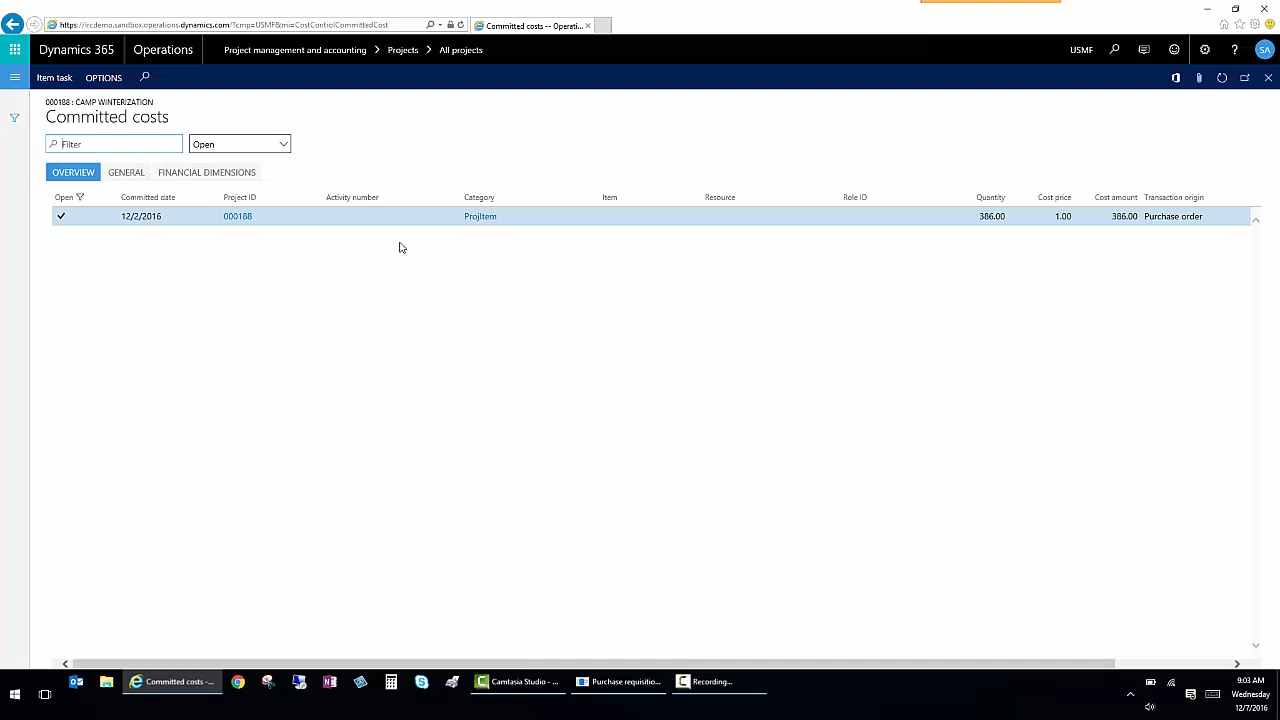 https://ircdemo.sandbox.operations.dynamics.com/?cmp=USMF&mi=CostControlCommittedCost
Committed costs -- Operati...
Dynamics 365
Operations
Project management and accounting > Projects > All projects
USMF
SA
Item task
OPTIONS
000188 : CAMP WINTERIZATION
Committed costs
Filter
Open
OVERVIEW
GENERAL
FINANCIAL DIMENSIONS
Open Committed date Project ID Activity number Category Item Resource Role ID Quantity Cost price Cost amount Transaction origin
12/2/2016 000188 ProjItem 386.00 1.00 386.00 Purchase order
Committed costs -...
Camtasia Studio - ...
Purchase requisitio...
Recording...
9:03 AM
Wednesday
12/7/2016